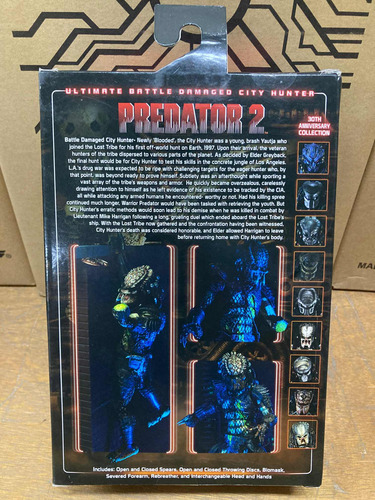 ULTIMATE BATTLE DAMAGED CITY HUNTER
PREDATOR 2
30TH
ANNIVERSARY
COLLECTION
Battle Damaged City Hunter- Newly 'Blooded', the City Hunter was a young, brash Yautja who
joined the Lost Tribe for his first off-world hunt on Earth, 1997. Upon their arrival, the veteran
hunters of the tribe dispersed to various parts of the planet. As decided by Elder Greyback,
the final hunt would be for City Hunter to test his skills in the concrete jungle of Los Angeles.
L.A.'s drug war was expected to be rife with challenging targets for the eager hunter who, by
that point, was beyond ready to prove himself. Subtlety was an afterthought while sporting a
vast array of the tribe's weapons and armor. He quickly became overzealous, carelessly
drawing attention to himself as he left evidence of his existence to be tracked by the CIA,
all while attacking any armed humans he encountered- worthy or not. Had his killing spree
continued much longer, Warrior Predator would have been tasked with retrieving the youth. But
City Hunter's erratic methods would soon lead to his demise when he was killed in combat by
Lieutenant Mike Harrigan following a long, grueling duel which ended aboard the Lost Tribe's
ship. With the Lost Tribe now gathered and the confrontation having been witnessed,
City Hunter's death was considered honorable, and Elder allowed Harrigan to leave
before returning home with City Hunter's body.
Includes: Open and Closed Spears, Open and Closed Throwing Discs, Biomask,
Severed Forearm, Rebreather, and Interchangeable Head and Hands
MA